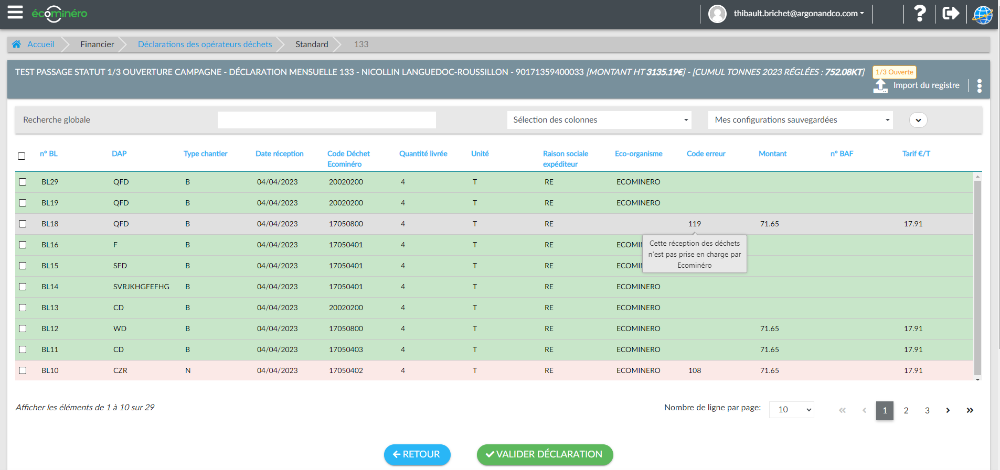 écominéro
thibault.brichet@argonandco.com
Accueil Financier Déclarations des opérateurs déchets Standard 133
TEST PASSAGE STATUT 1/3 OUVERTURE CAMPAGNE - DÉCLARATION MENSUELLE 133 - NICOLLIN LANGUEDOC-ROUSSILLON - 90171359400033 [MONTANT HT 3135.19€] - [CUMUL TONNES 2023 RÉGLÉES : 752.08KT] 1/3 Ouverte
Import du registre
Recherche globale Sélection des colonnes Mes configurations sauvegardées
n° BL DAP Type chantier Date réception Code Déchet Ecominéro Quantité livrée Unité Raison sociale expéditeur Eco-organisme Code erreur Montant n° BAF Tarif €/T
BL29 QFD B 04/04/2023 20020200 4 T RE ECOMINERO
BL19 QFD B 04/04/2023 20020200 4 T RE ECOMINERO
BL18 QFD B 04/04/2023 17050800 4 T RE 119 71.65 17.91
Cette réception des déchets
n'est pas prise en charge par
Ecominéro
BL16 F B 04/04/2023 17050401 4 T RE ECOMI
BL15 SFD B 04/04/2023 17050401 4 T RE ECOMI
BL14 SVRJKHGFEFHG B 04/04/2023 17050401 4 T RE ECOMINERO
BL13 CD B 04/04/2023 20020200 4 T RE ECOMINERO
BL12 WD B 04/04/2023 17050800 4 T RE ECOMINERO 71.65 17.91
BL11 CD B 04/04/2023 17050403 4 T RE ECOMINERO 71.65 17.91
BL10 CZR N 04/04/2023 17050402 4 T RE ECOMINERO 108 71.65 17.91
Afficher les éléments de 1 à 10 sur 29
Nombre de ligne par page: 10 « ‹ 1 2 3 › »
RETOUR VALIDER DÉCLARATION